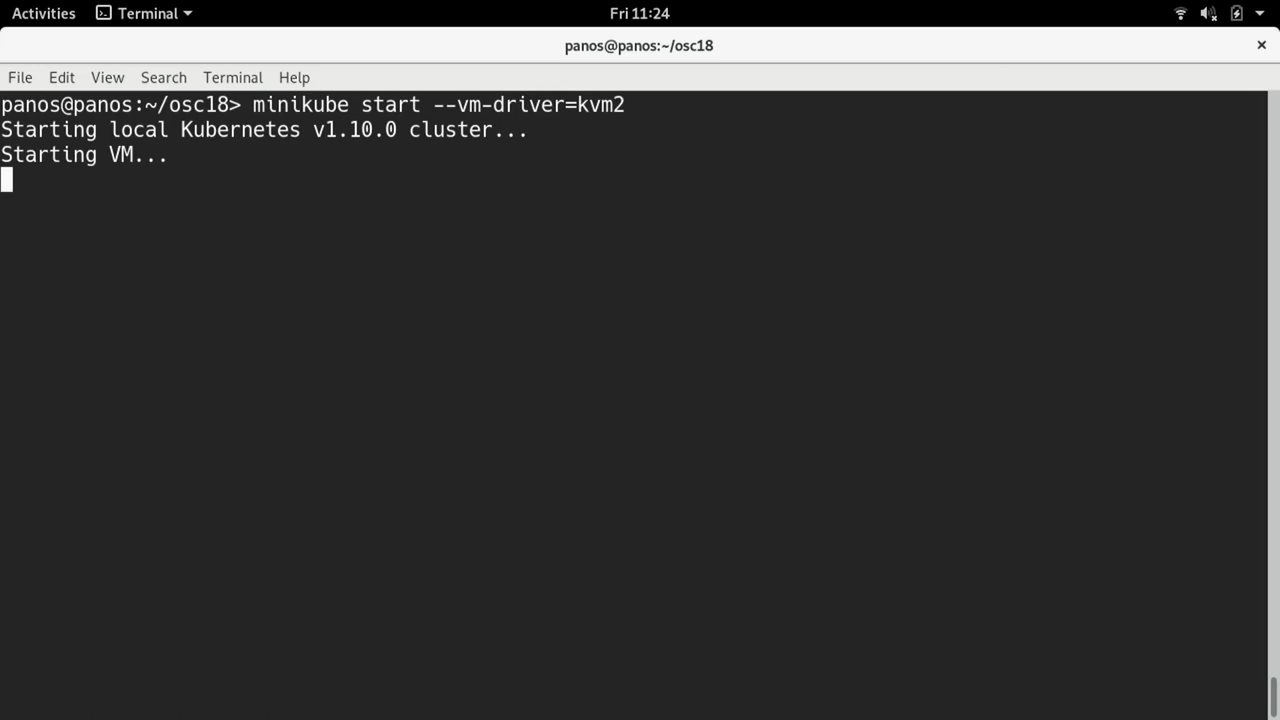 Activities Terminal Fri 11:24
panos@panos:~/osc18 ×
File Edit View Search Terminal Help
panos@panos:~/osc18> minikube start --vm-driver=kvm2
Starting local Kubernetes v1.10.0 cluster...
Starting VM...